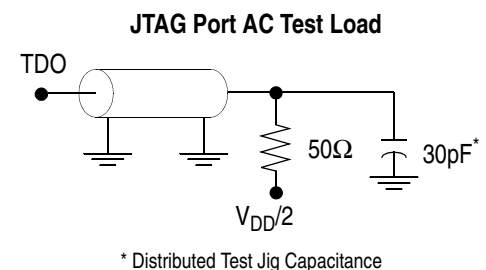 JTAG Port AC Test Load
TDO
50Ω
30pF*
VDD/2
* Distributed Test Jig Capacitance